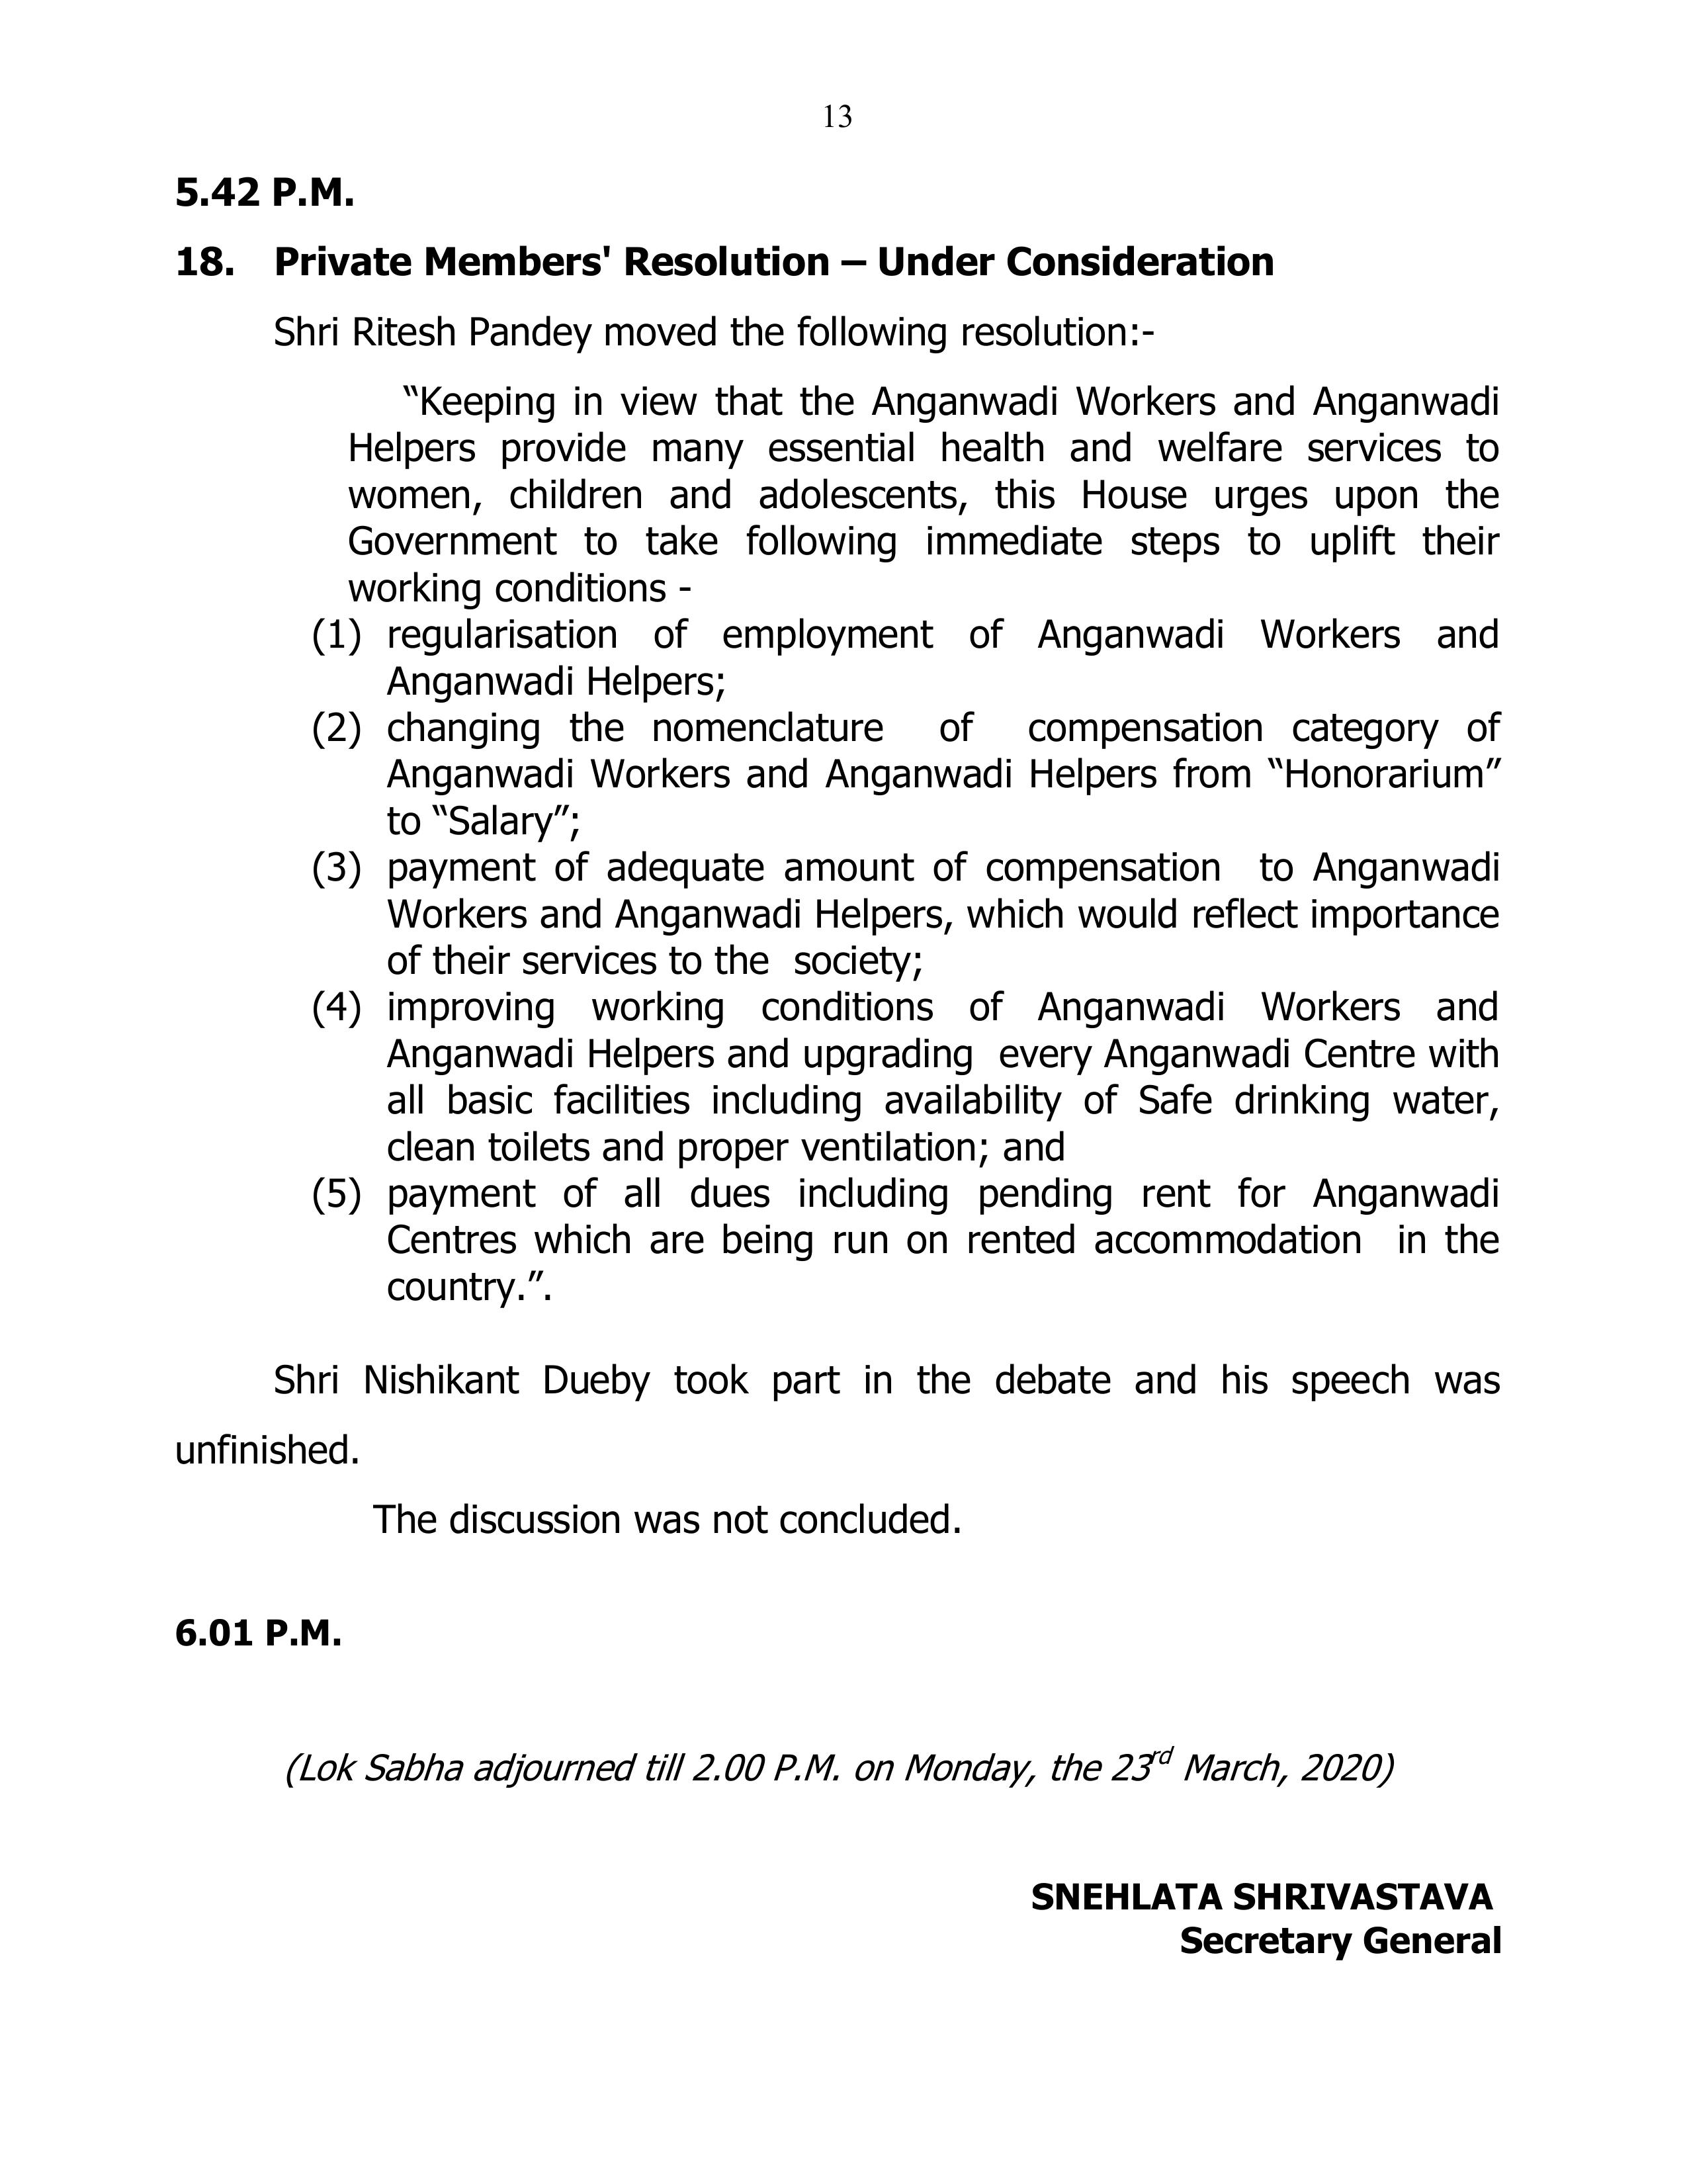 13
5.42 P.M.
18. Private Members' Resolution – Under Consideration
Shri Ritesh Pandey moved the following resolution:-
“Keeping in view that the Anganwadi Workers and Anganwadi
Helpers provide many essential health and welfare services to
women, children and adolescents, this House urges upon the
Government to take following immediate steps to uplift their
working conditions -
(1) regularisation of employment of Anganwadi Workers and
Anganwadi Helpers;
(2) changing the nomenclature of compensation category of
Anganwadi Workers and Anganwadi Helpers from “Honorarium”
to “Salary”;
(3) payment of adequate amount of compensation to Anganwadi
Workers and Anganwadi Helpers, which would reflect importance
of their services to the society;
(4) improving working conditions of Anganwadi Workers and
Anganwadi Helpers and upgrading every Anganwadi Centre with
all basic facilities including availability of Safe drinking water,
clean toilets and proper ventilation; and
(5) payment of all dues including pending rent for Anganwadi
Centres which are being run on rented accommodation in the
country.”.
Shri Nishikant Dueby took part in the debate and his speech was
unfinished.
The discussion was not concluded.
6.01 P.M.
(Lok Sabha adjourned till 2.00 P.M. on Monday, the 23rd March, 2020)
SNEHLATA SHRIVASTAVA
Secretary General